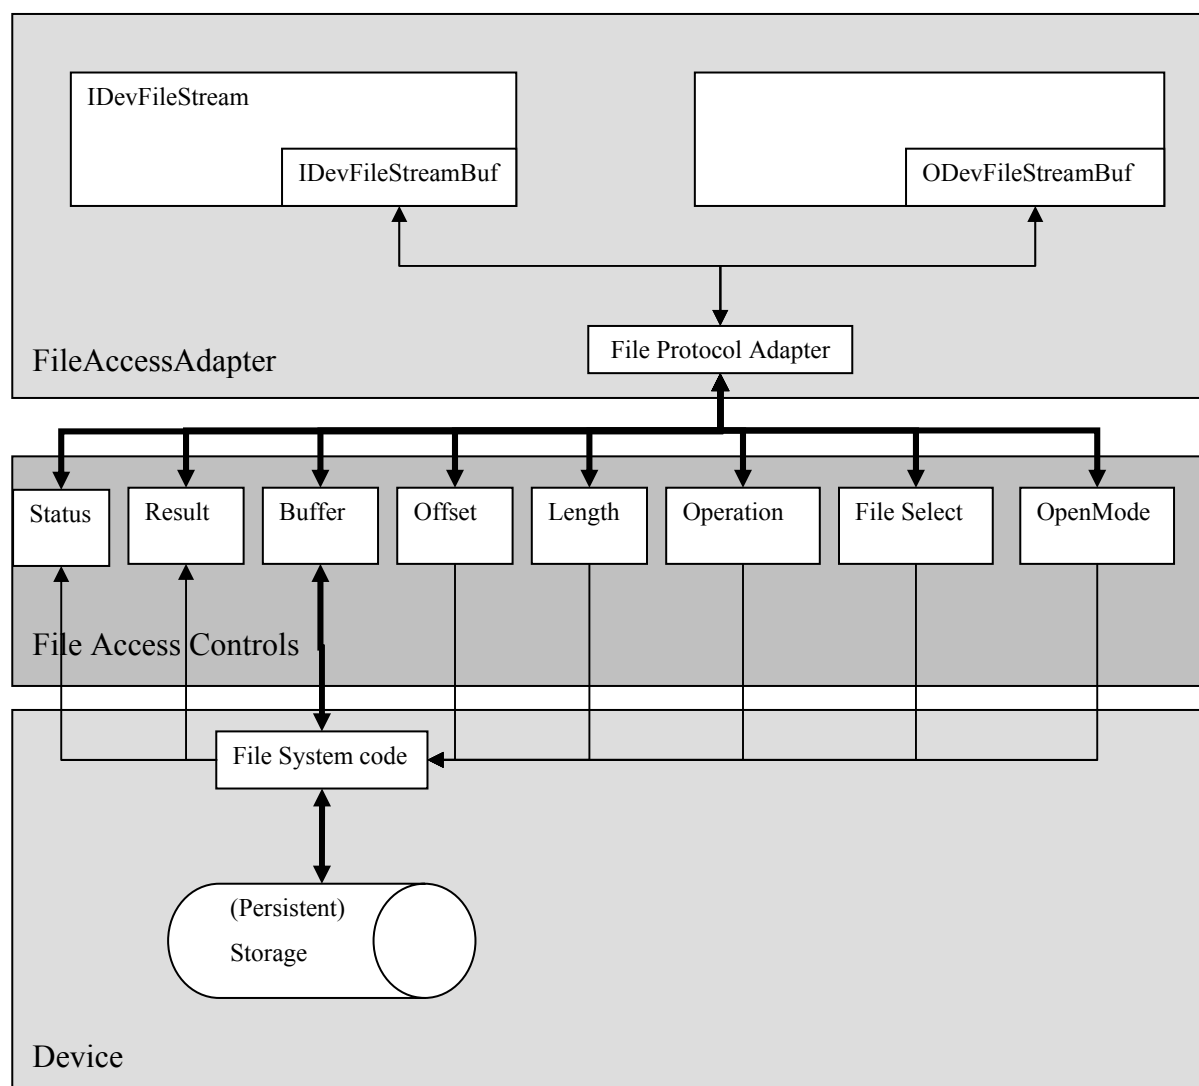 IDevFileStream
IDevFileStreamBuf
ODevFileStreamBuf
File Protocol Adapter
FileAccessAdapter
Status
Result
Buffer
Offset
Length
Operation
File Select
OpenMode
File Access Controls
File System code
(Persistent)
Storage
Device